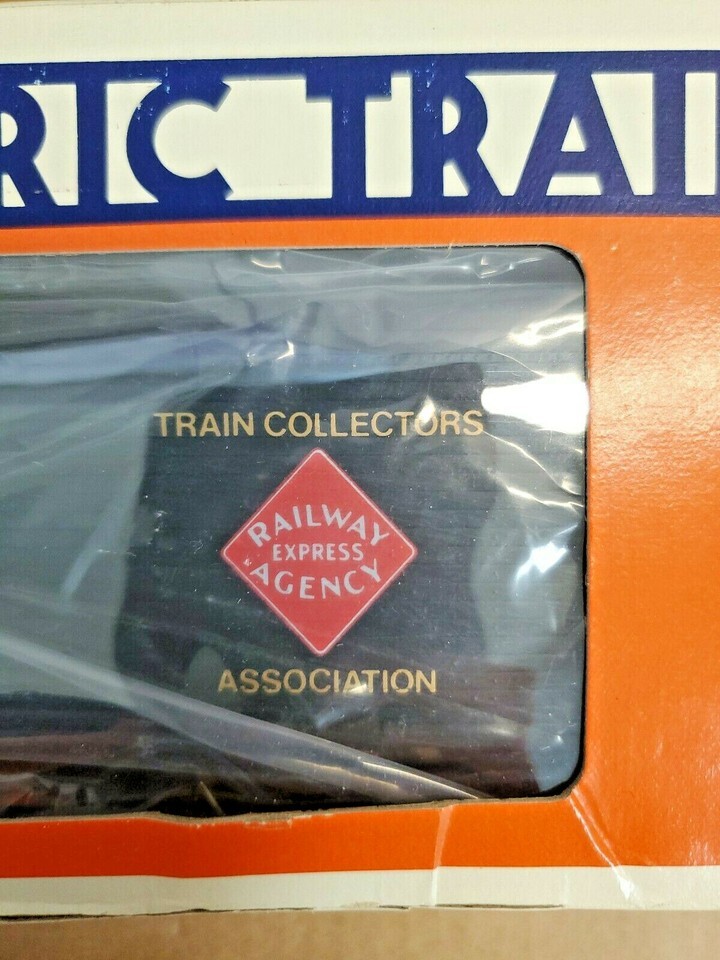 RIC TRAI
TRAIN COLLECTORS
RAILWAY
EXPRESS
AGENCY
ASSOCIATION